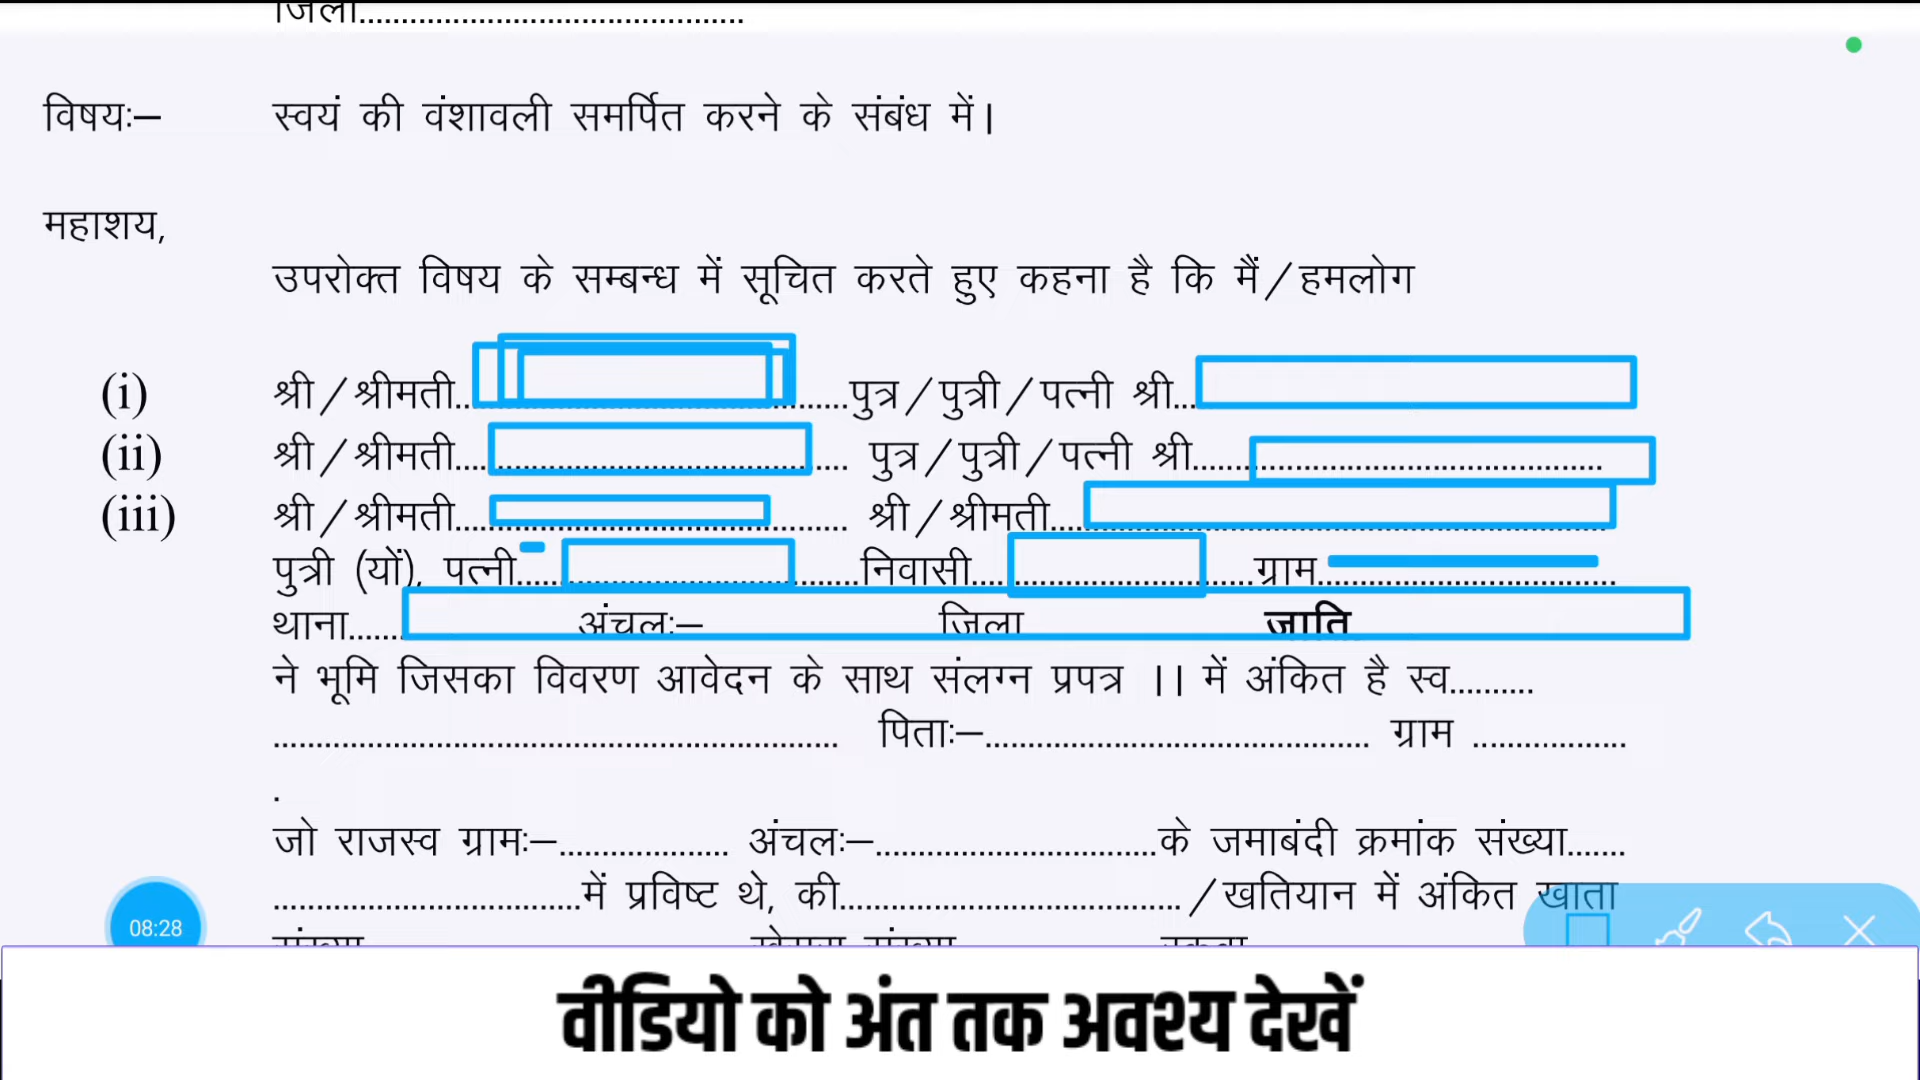 जिला..............................................
विषयः– स्वयं की वंशावली समर्पित करने के संबंध में।
महाशय,
उपरोक्त विषय के सम्बन्ध में सूचित करते हुए कहना है कि मैं/हमलोग
(i) श्री/श्रीमती...............................................पुत्र/पुत्री/पत्नी श्री...
(ii) श्री/श्रीमती............................................... पुत्र/पुत्री/पत्नी श्री.................................................
(iii) श्री/श्रीमती............................................... श्री/श्रीमती..................................................................
पुत्री (यों), पत्नी.........................................निवासी..................................ग्राम...................................
थाना....... अंचलः– जिला जाति
ने भूमि जिसका विवरण आवेदन के साथ संलग्न प्रपत्र ।। में अंकित है स्व..........
.................................................................... पिताः–.............................................. ग्राम ..................
.
जो राजस्व ग्रामः–.................... अंचलः–.................................के जमाबंदी क्रमांक संख्या.......
.....................................में प्रविष्ट थे, की......................................... /खतियान में अंकित खाता
संख्या खेसरा संख्या रकवा
08:28
वीडियो को अंत तक अवश्य देखें